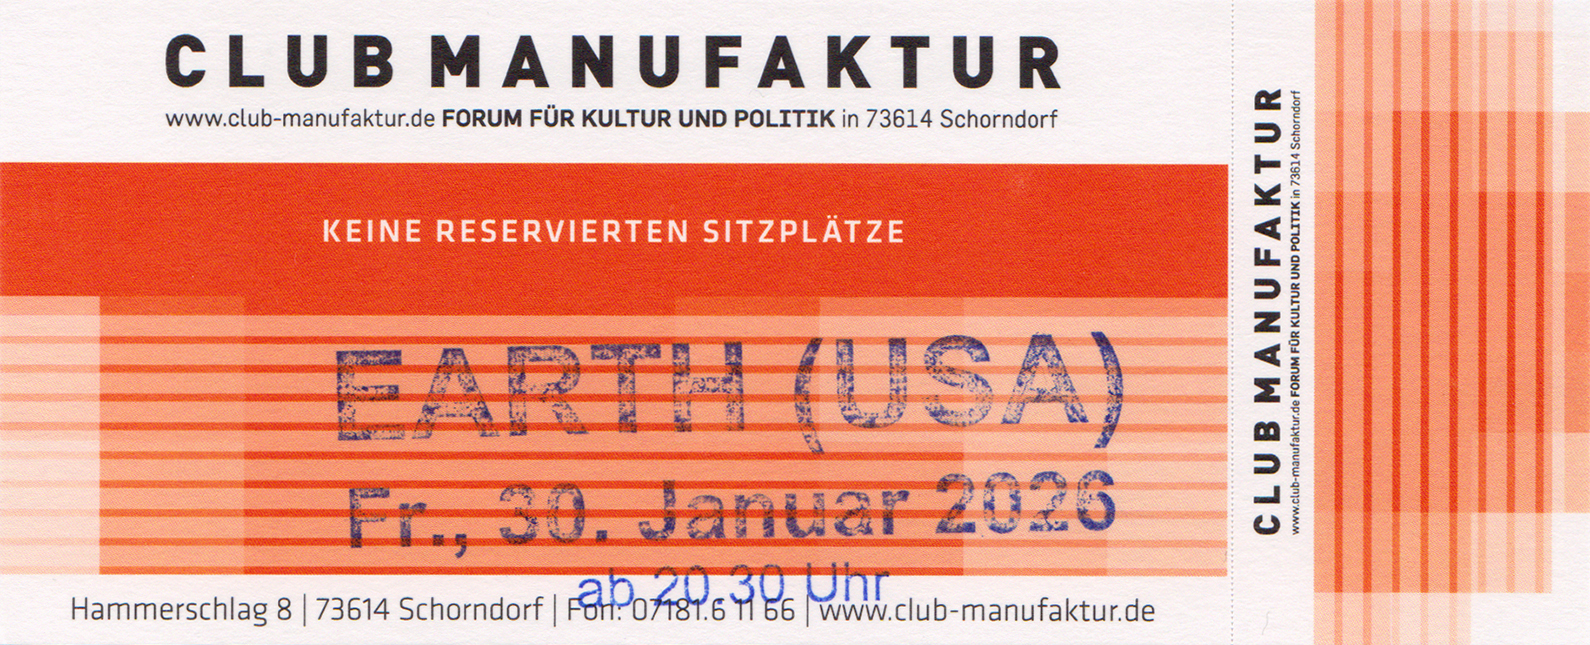 CLUB MANUFAKTUR
www.club-manufaktur.de FORUM FÜR KULTUR UND POLITIK in 73614 Schorndorf
KEINE RESERVIERTEN SITZPLÄTZE
EARTH (USA)
Fr., 30. Januar 2026
ab 20.30 Uhr
Hammerschlag 8 | 73614 Schorndorf | Fon: 07181.6 11 66 | www.club-manufaktur.de
CLUB MANUFAKTUR
www.club-manufaktur.de FORUM FÜR KULTUR UND POLITIK in 73614 Schorndorf